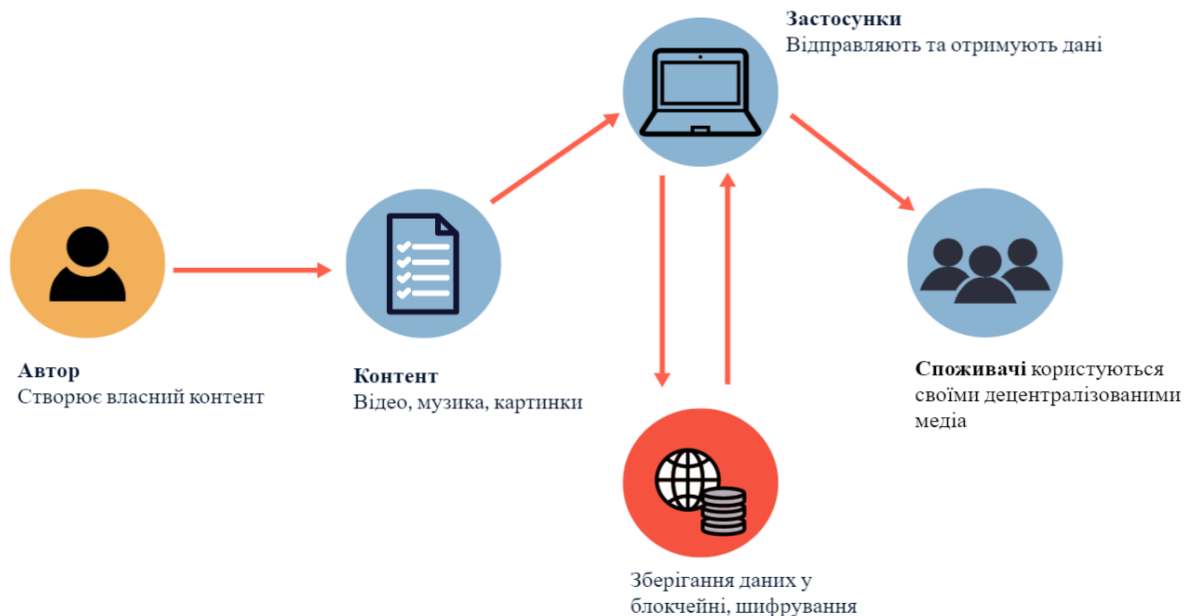 Застосунки
Відправляють та отримують дані
Автор
Створює власний контент
Контент
Відео, музика, картинки
Споживачі користуються
своїми децентралізованими
медіа
Зберігання даних у
блокчейні, шифрування